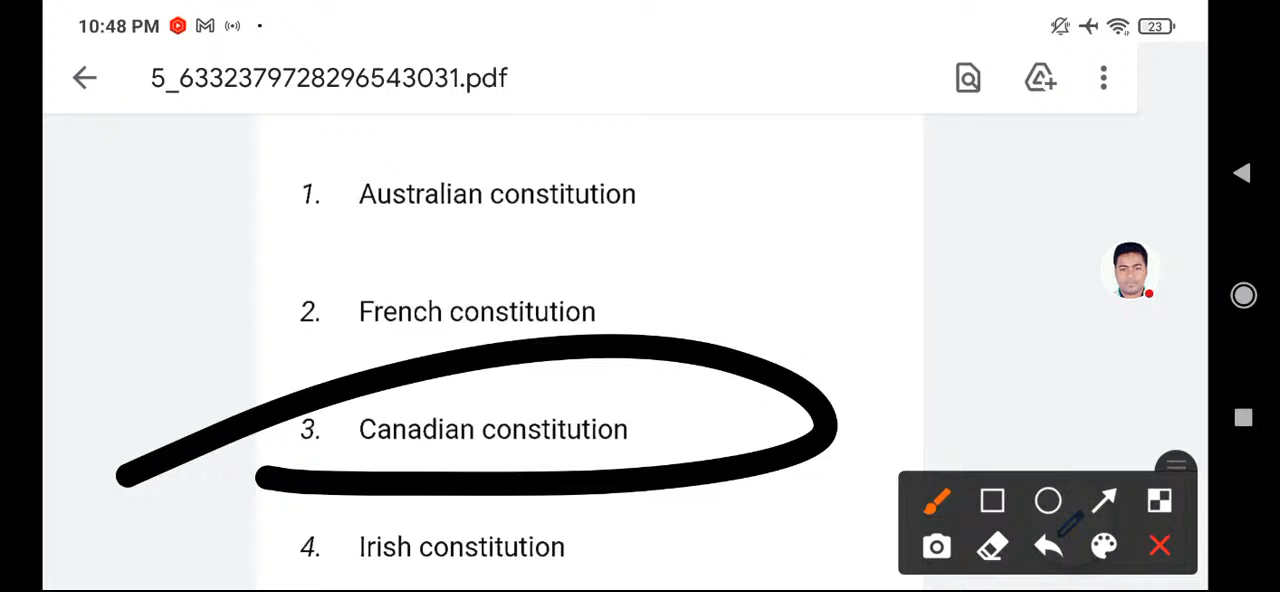 10:48 PM
23
5_6332379728296543031.pdf
1. Australian constitution
2. French constitution
3. Canadian constitution
4. Irish constitution